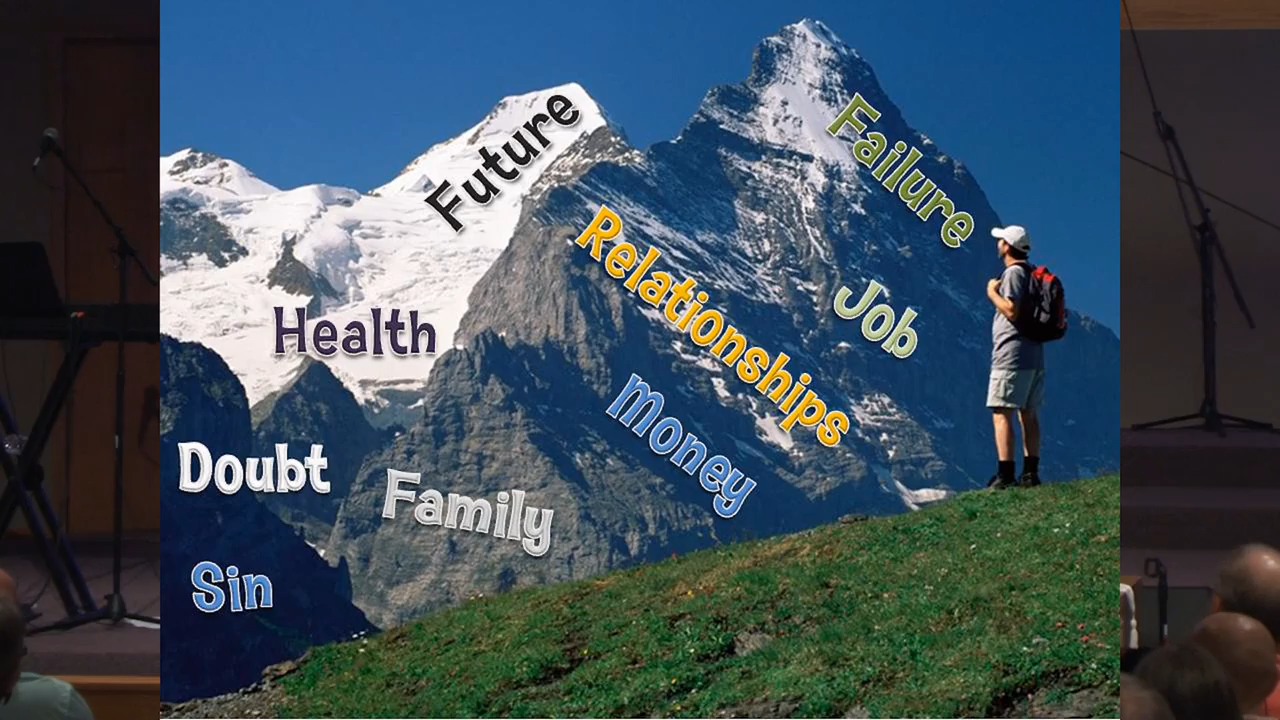 Future
Failure
Relationships
Job
Health
Money
Doubt
Family
Sin